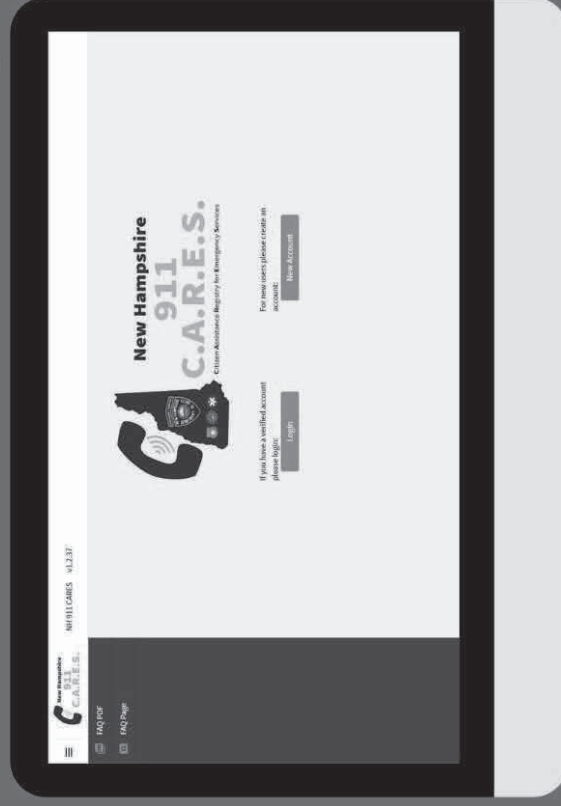 New Hampshire
911
C.A.R.E.S.
NH 911 CARES v1.2.37
FAQ PDF
FAQ Page
New Hampshire
911
C.A.R.E.S.
Citizen Assistance Registry for Emergency Services
If you have a verified account
please login:
Login
For new users please create an
account:
New Account